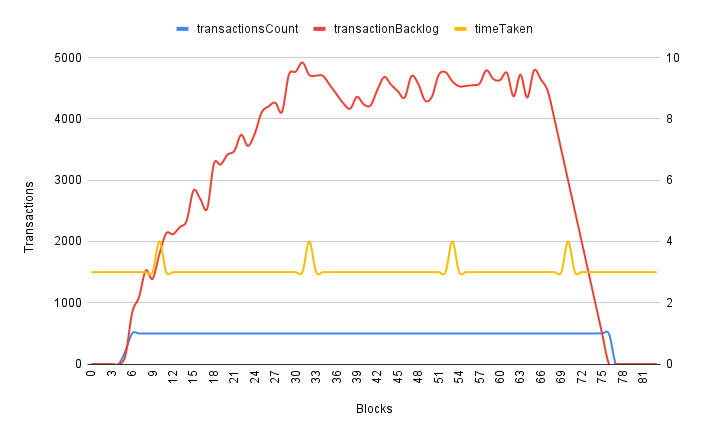 transactionsCount transactionBacklog timeTaken
5000 10
4000 8
3000 6
2000 4
1000 2
0 0
Transactions
0 3 6 9 12 15 18 21 24 27 30 33 36 39 42 45 48 51 54 57 60 63 66 69 72 75 78 81
Blocks